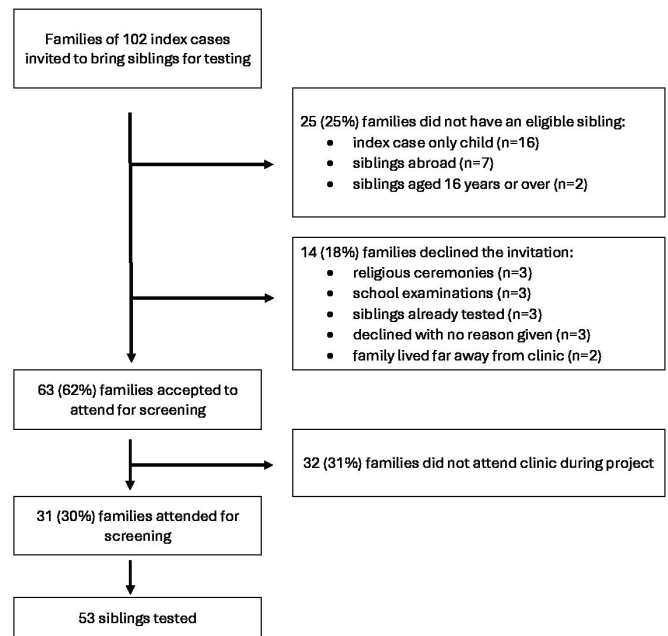 Families of 102 index cases
invited to bring siblings for testing
25 (25%) families did not have an eligible sibling:
• index case only child (n=16)
• siblings abroad (n=7)
• siblings aged 16 years or over (n=2)
14 (18%) families declined the invitation:
• religious ceremonies (n=3)
• school examinations (n=3)
• siblings already tested (n=3)
• declined with no reason given (n=3)
• family lived far away from clinic (n=2)
63 (62%) families accepted to
attend for screening
32 (31%) families did not attend clinic during project
31 (30%) families attended for
screening
53 siblings tested